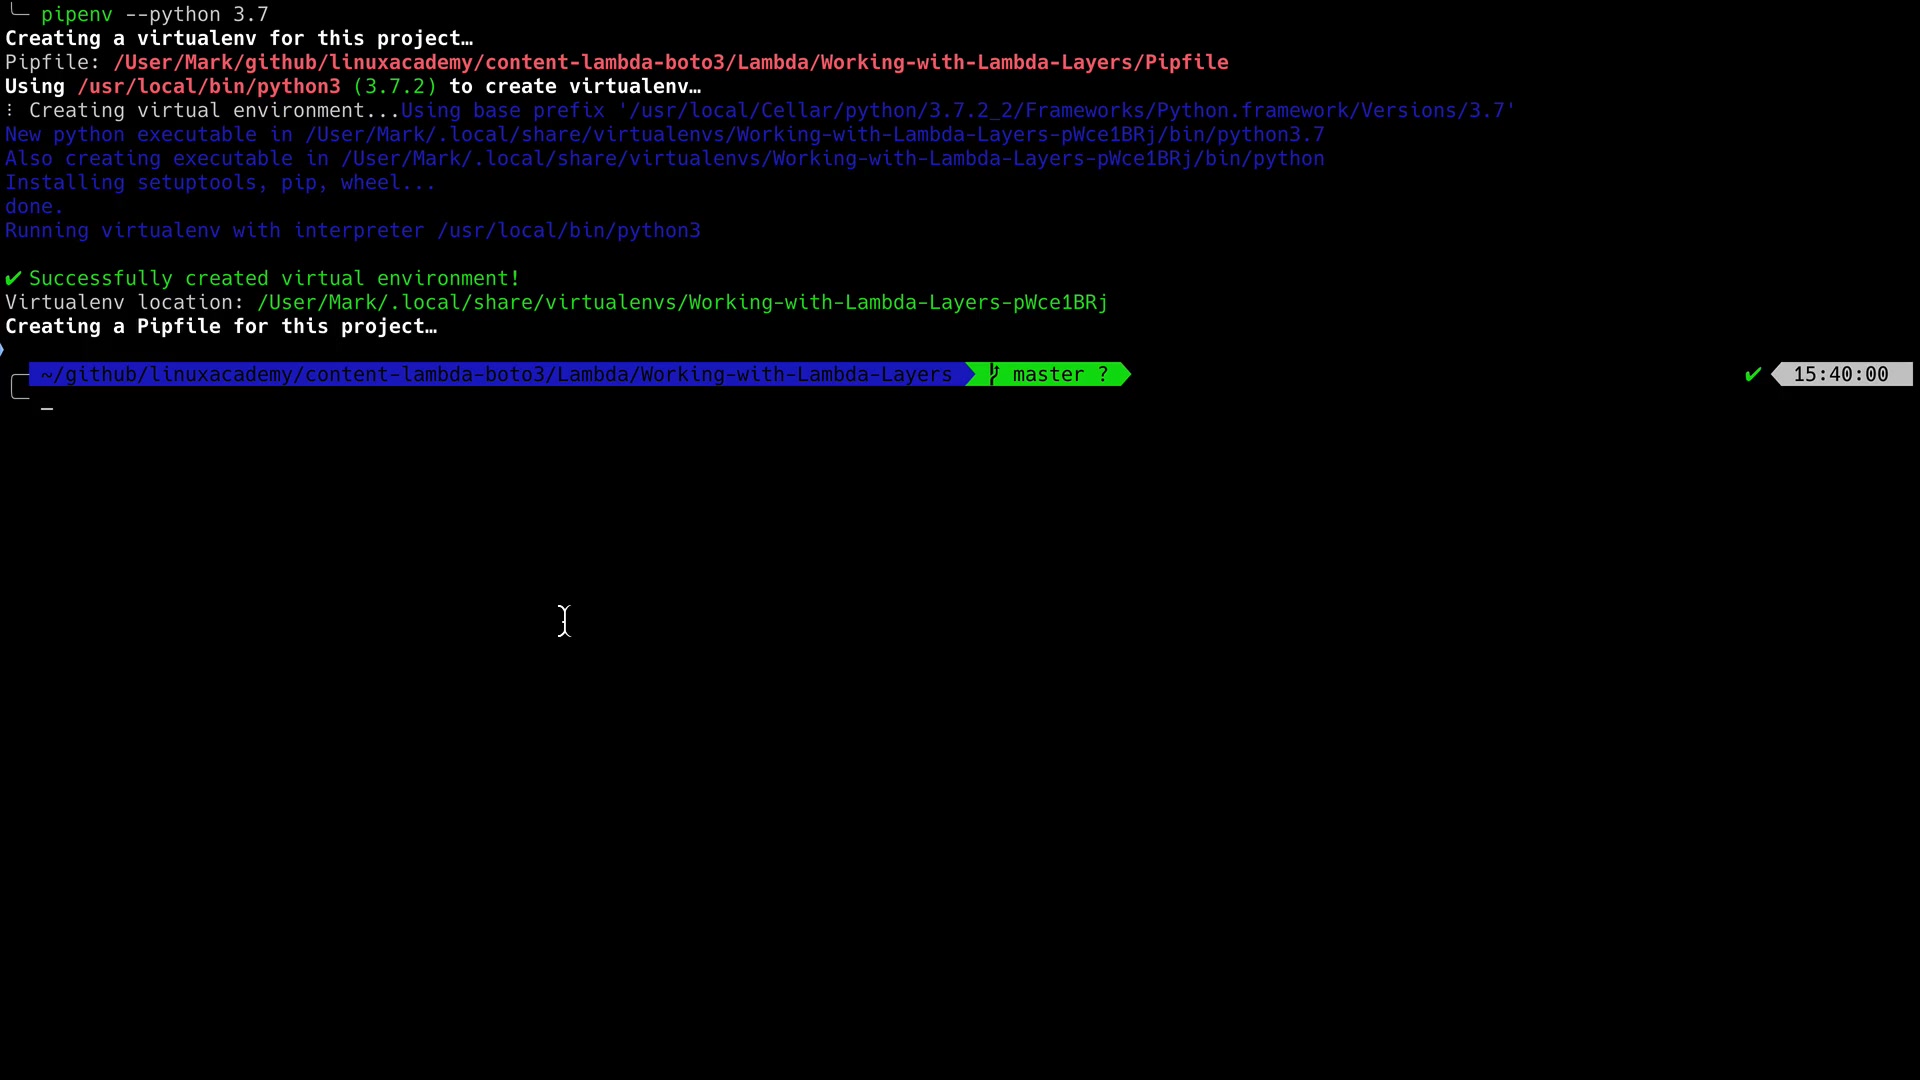 pipenv --python 3.7
Creating a virtualenv for this project…
Pipfile: /User/Mark/github/linuxacademy/content-lambda-boto3/Lambda/Working-with-Lambda-Layers/Pipfile
Using /usr/local/bin/python3 (3.7.2) to create virtualenv…
⠇ Creating virtual environment...Using base prefix '/usr/local/Cellar/python/3.7.2_2/Frameworks/Python.framework/Versions/3.7'
New python executable in /User/Mark/.local/share/virtualenvs/Working-with-Lambda-Layers-pWce1BRj/bin/python3.7
Also creating executable in /User/Mark/.local/share/virtualenvs/Working-with-Lambda-Layers-pWce1BRj/bin/python
Installing setuptools, pip, wheel...
done.
Running virtualenv with interpreter /usr/local/bin/python3
✔ Successfully created virtual environment!
Virtualenv location: /User/Mark/.local/share/virtualenvs/Working-with-Lambda-Layers-pWce1BRj
Creating a Pipfile for this project…
~/github/linuxacademy/content-lambda-boto3/Lambda/Working-with-Lambda-Layers master ? ✔ 15:40:00